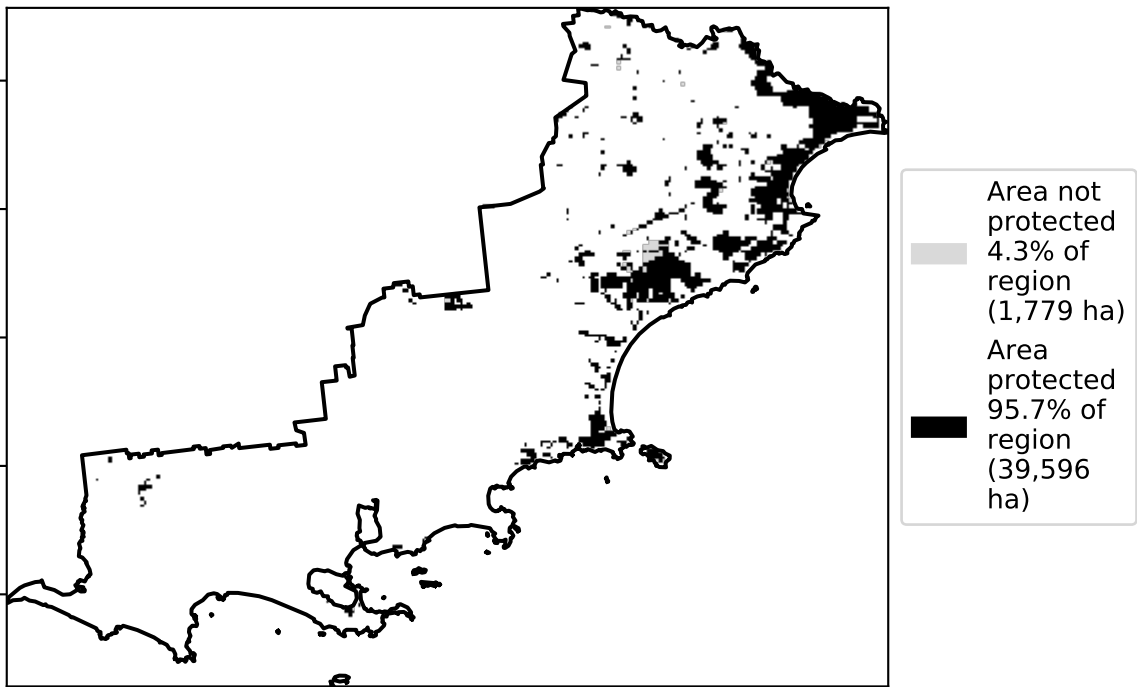 Area not
protected
4.3% of
region
(1,779 ha)
Area
protected
95.7% of
region
(39,596
ha)